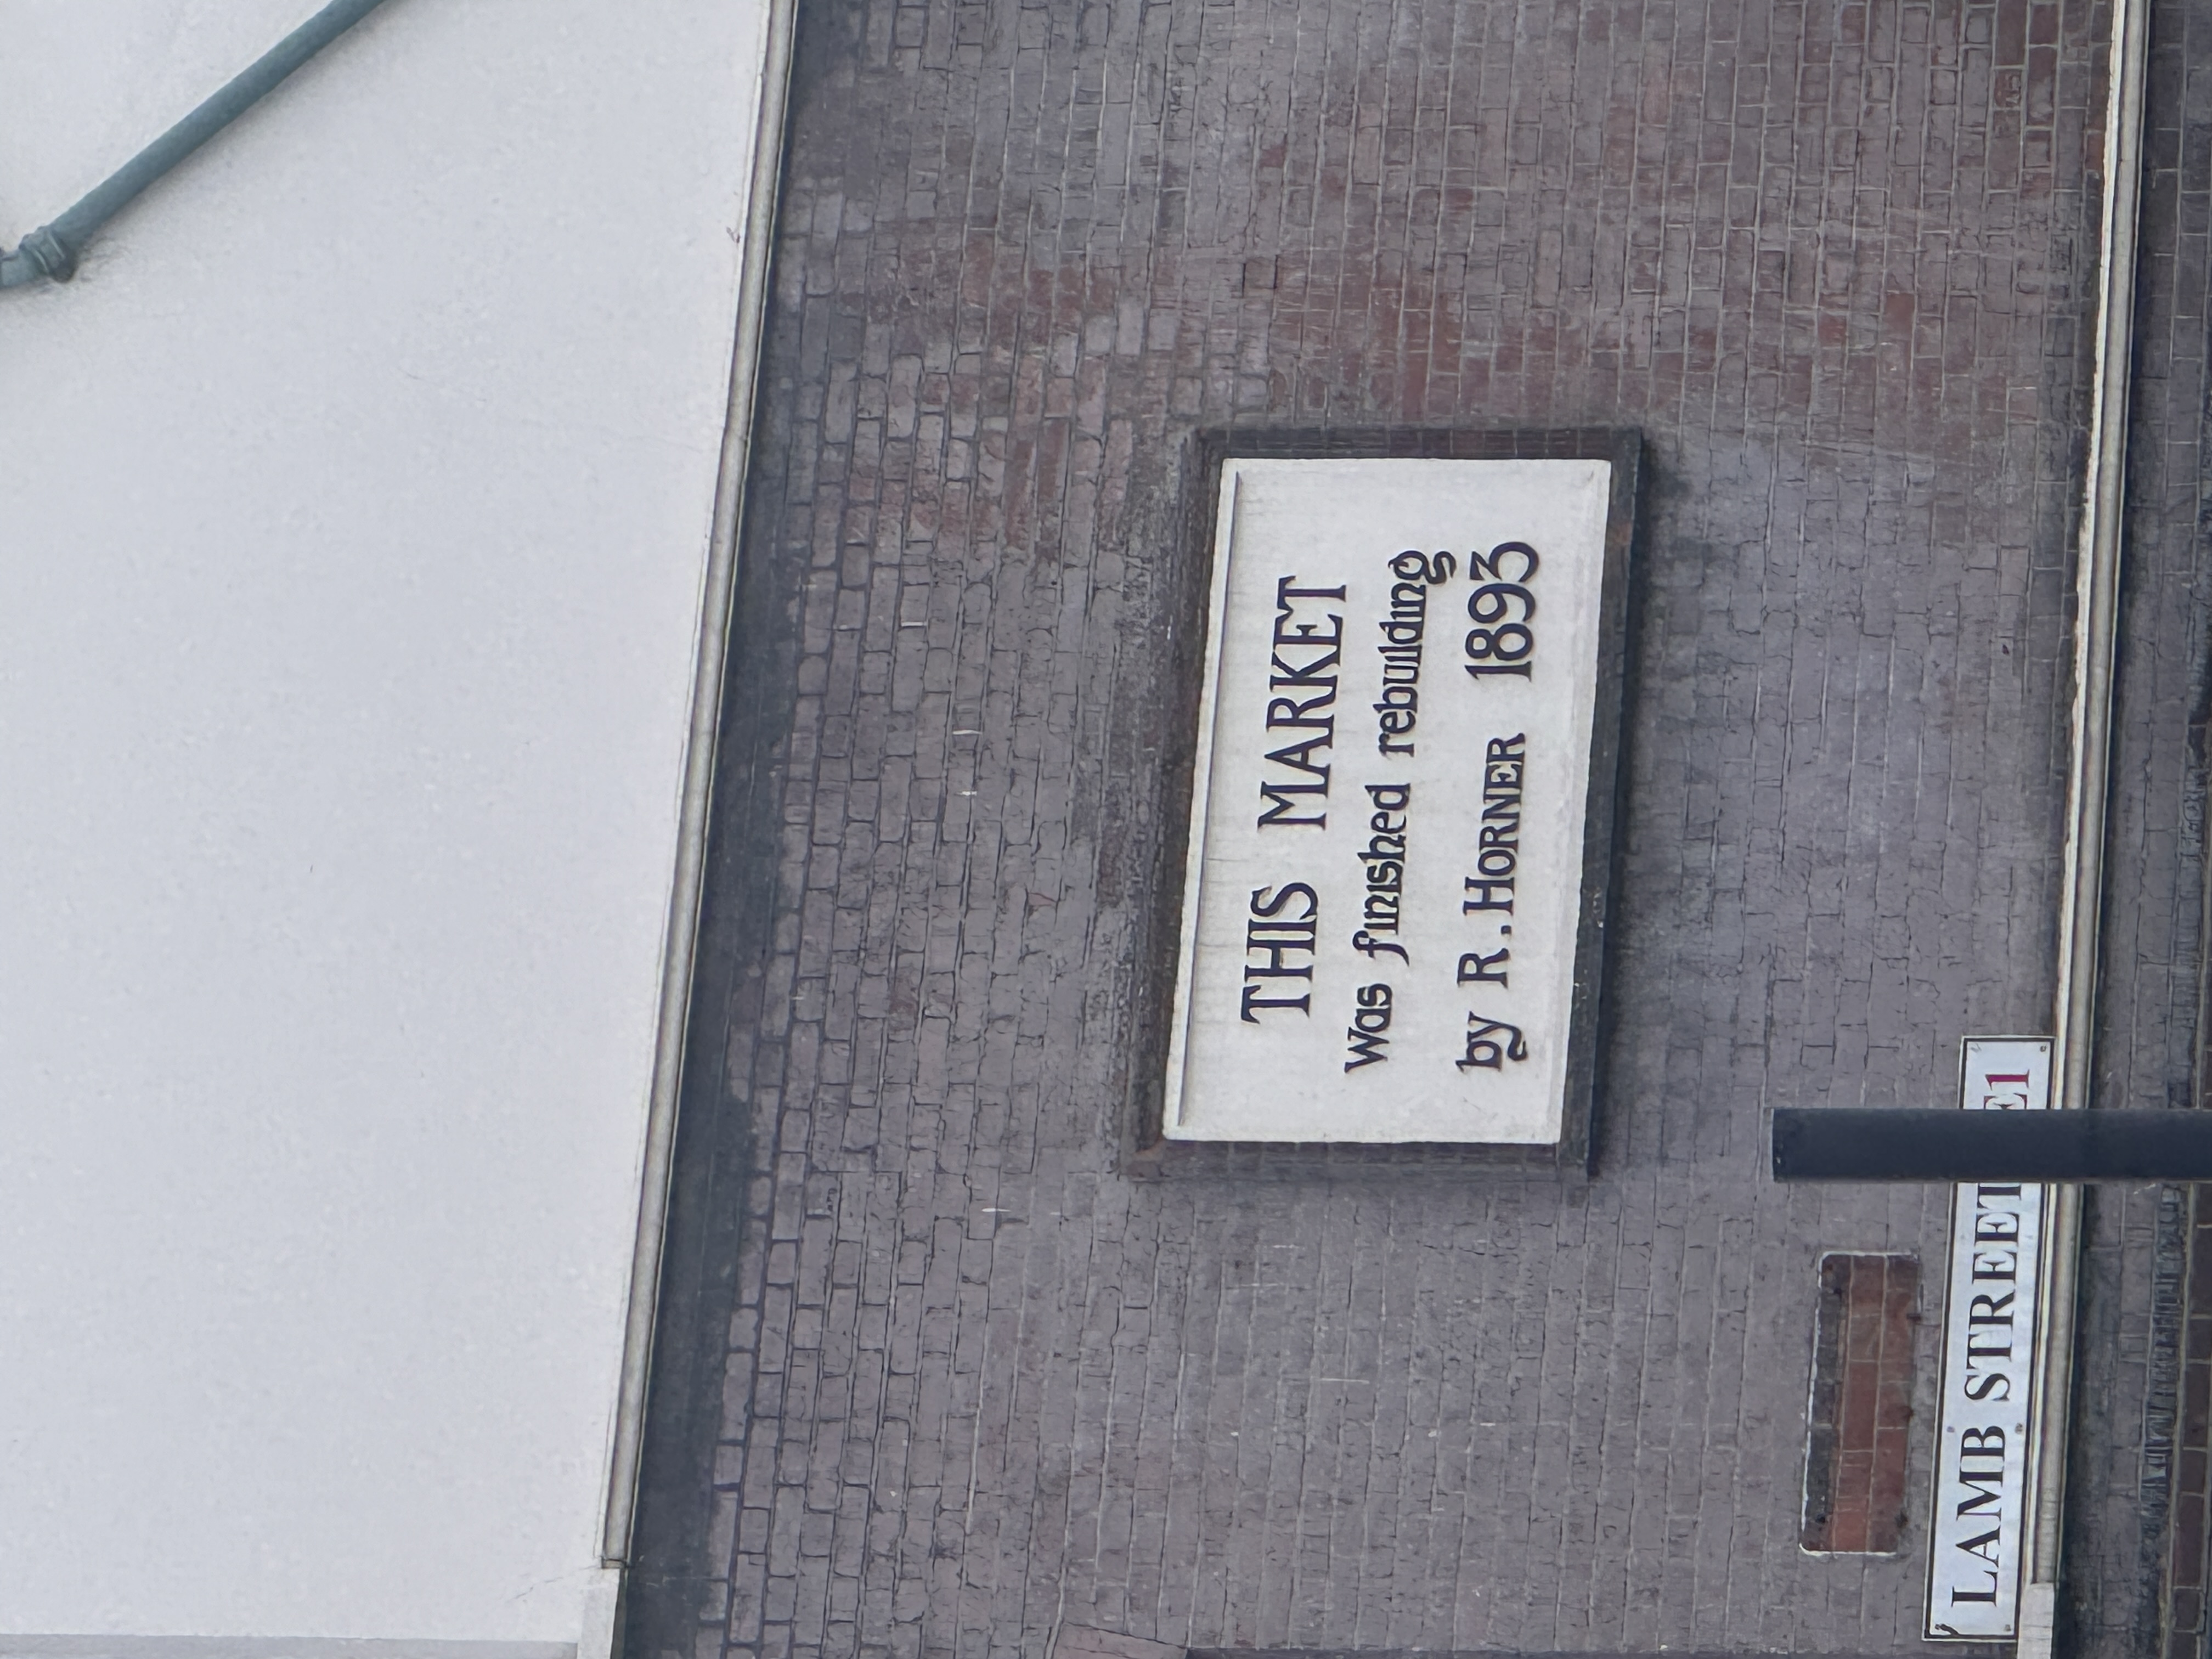 THIS MARKET
Was finished rebuilding
by R. HORNER 1893
LAMB STREET E1